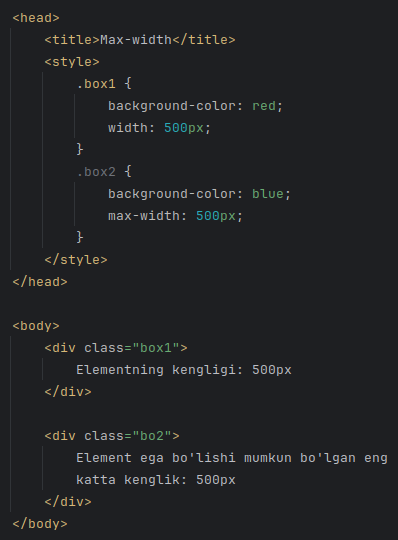 <head>
    <title>Max-width</title>
    <style>
        .box1 {
            background-color: red;
            width: 500px;
        }
        .box2 {
            background-color: blue;
            max-width: 500px;
        }
    </style>
</head>

<body>
    <div class="box1">
        Elementning kengligi: 500px
    </div>

    <div class="bo2">
        Element ega bo'lishi mumkun bo'lgan eng
        katta kenglik: 500px
    </div>
</body>